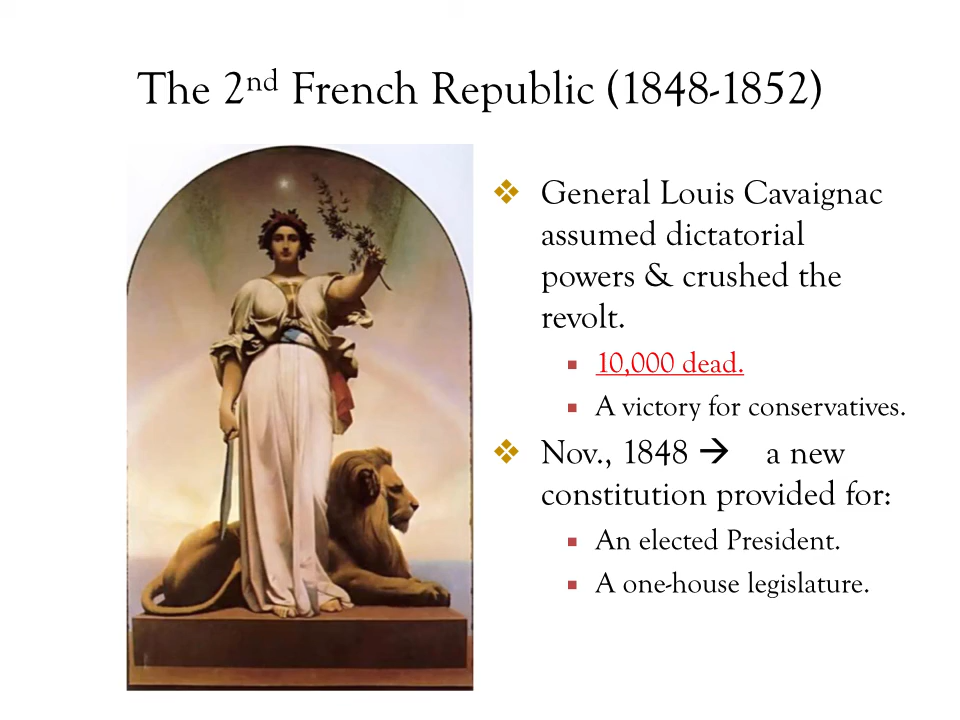 The 2nd French Republic (1848-1852)
❖ General Louis Cavaignac
assumed dictatorial
powers & crushed the
revolt.
▪ 10,000 dead.
▪ A victory for conservatives.
❖ Nov., 1848 → a new
constitution provided for:
▪ An elected President.
▪ A one-house legislature.